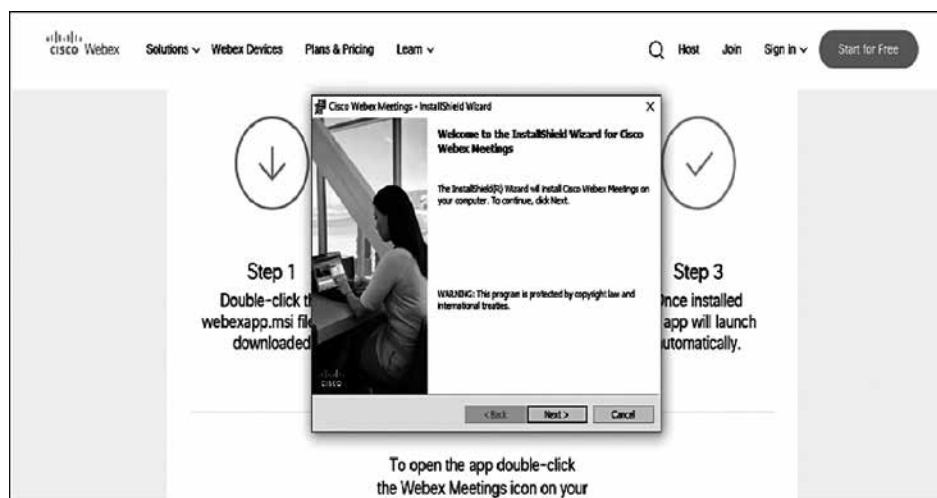 cisco Webex Solutions Webex Devices Plans & Pricing Learn Host Join Sign in Start for Free
Cisco Webex Meetings - InstallShield Wizard X
Welcome to the InstallShield Wizard for Cisco
Webex Meetings
The InstallShield(R) Wizard will install Cisco Webex Meetings on
your computer. To continue, click Next.
WARNING: This program is protected by copyright law and
international treaties.
CISCO
< Back Next > Cancel
Step 1
Double-click
webexapp.msi
downloaded
Step 3
installed
app will launch
To open the app double-click
the Webex Meetings icon on your